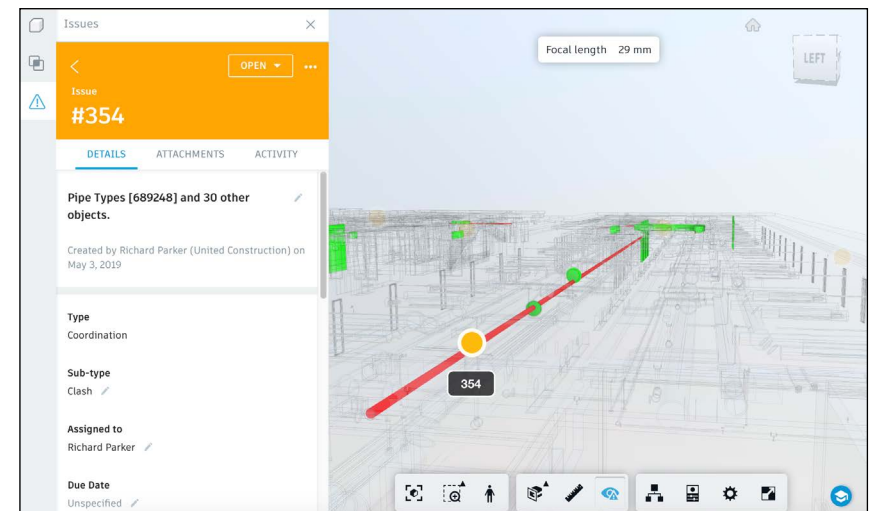 Issues
OPEN
Issue
#354
DETAILS ATTACHMENTS ACTIVITY
Pipe Types [689248] and 30 other
objects.
Created by Richard Parker (United Construction) on
May 3, 2019
Type
Coordination
Sub-type
Clash
Assigned to
Richard Parker
Due Date
Unspecified
Focal length 29 mm
LEFT
354